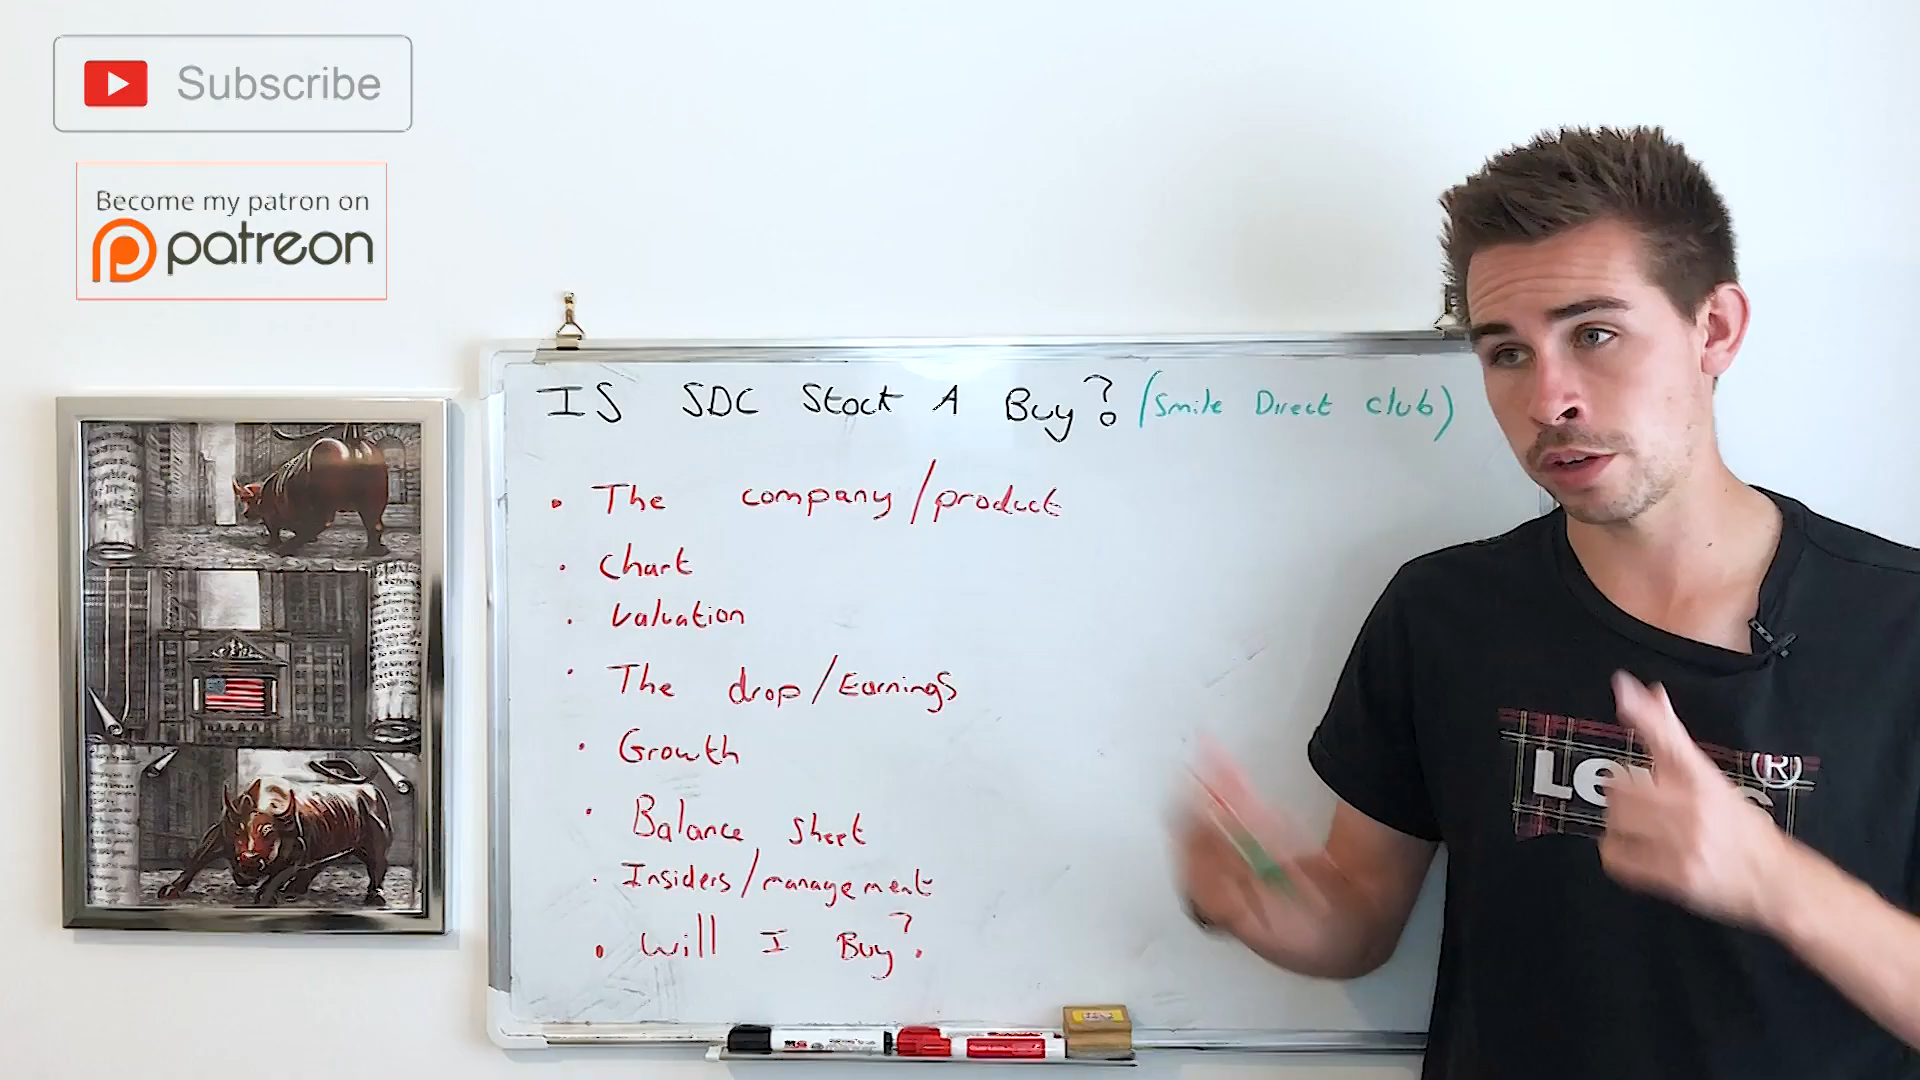 Subscribe
Become my patron on
patreon
IS SDC Stock A Buy? (Smile Direct club)
• The company/product
• Chart
• Valuation
• The drop/Earnings
• Growth
• Balance sheet
• Insiders/management
• Will I Buy?